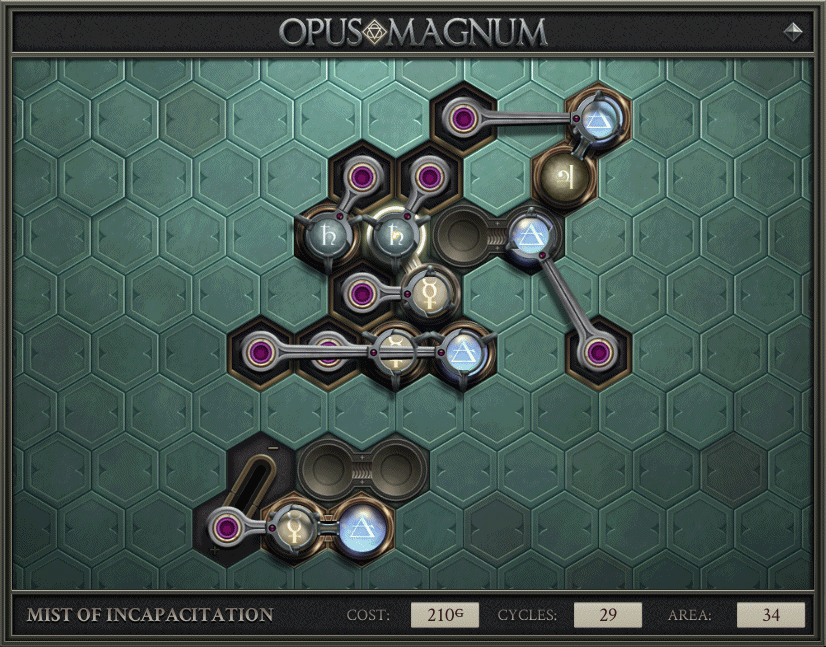 OPUS MAGNUM
MIST OF INCAPACITATION COST: 210G CYCLES: 29 AREA: 34